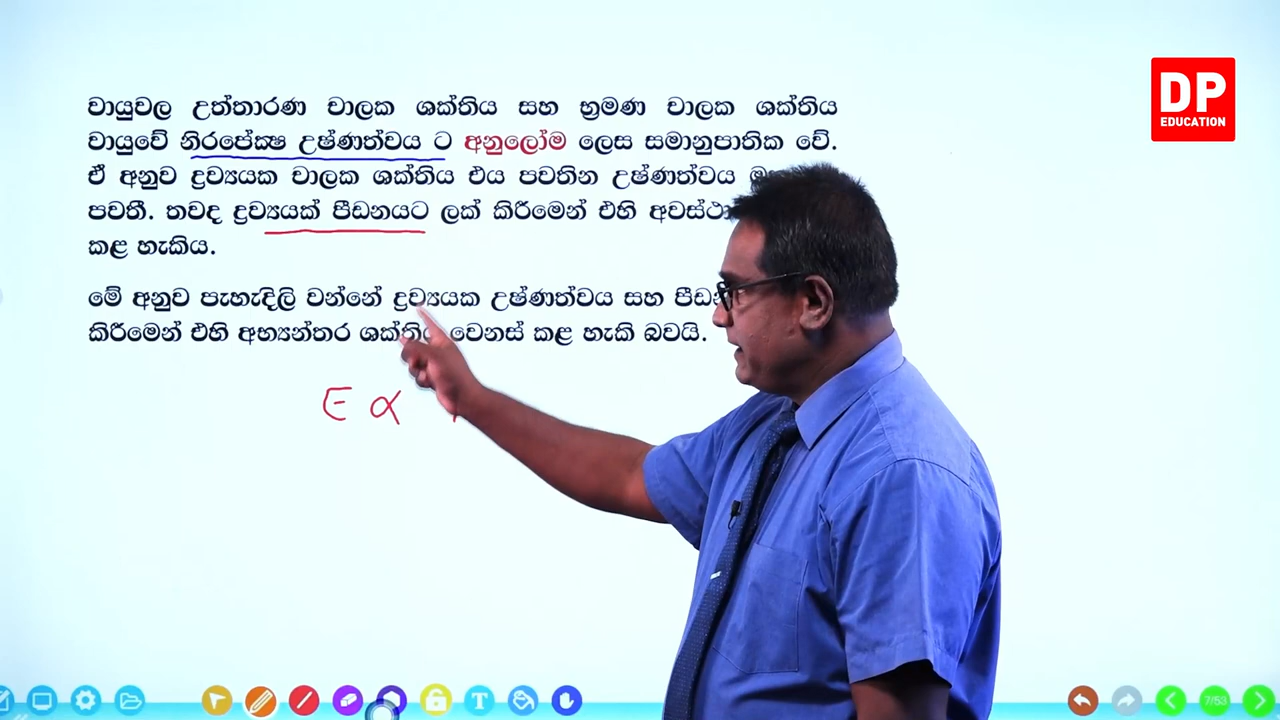 වායුවල උත්තාරණ චාලක ශක්තිය සහ භ්‍රමණ චාලක ශක්තිය
වායුවේ නිරපේක්‍ෂ උෂ්ණත්වය ට අනුලෝම ලෙස සමානුපාතික වේ.
ඒ අනුව ද්‍රව්‍යයක චාලක ශක්තිය එය පවතින උෂ්ණත්වය
පවතී. තවද ද්‍රව්‍යයක් පීඩනයට ලක් කිරීමෙන් එහි
කළ හැකිය.
මේ අනුව පැහැදිලි වන්නේ ද්‍රව්‍යයක උෂ්ණත්වය සහ
කිරීමෙන් එහි අභ්‍යන්තර ශක්තිය වෙනස් කළ හැකි බවයි.
E α
DP
EDUCATION
7/53